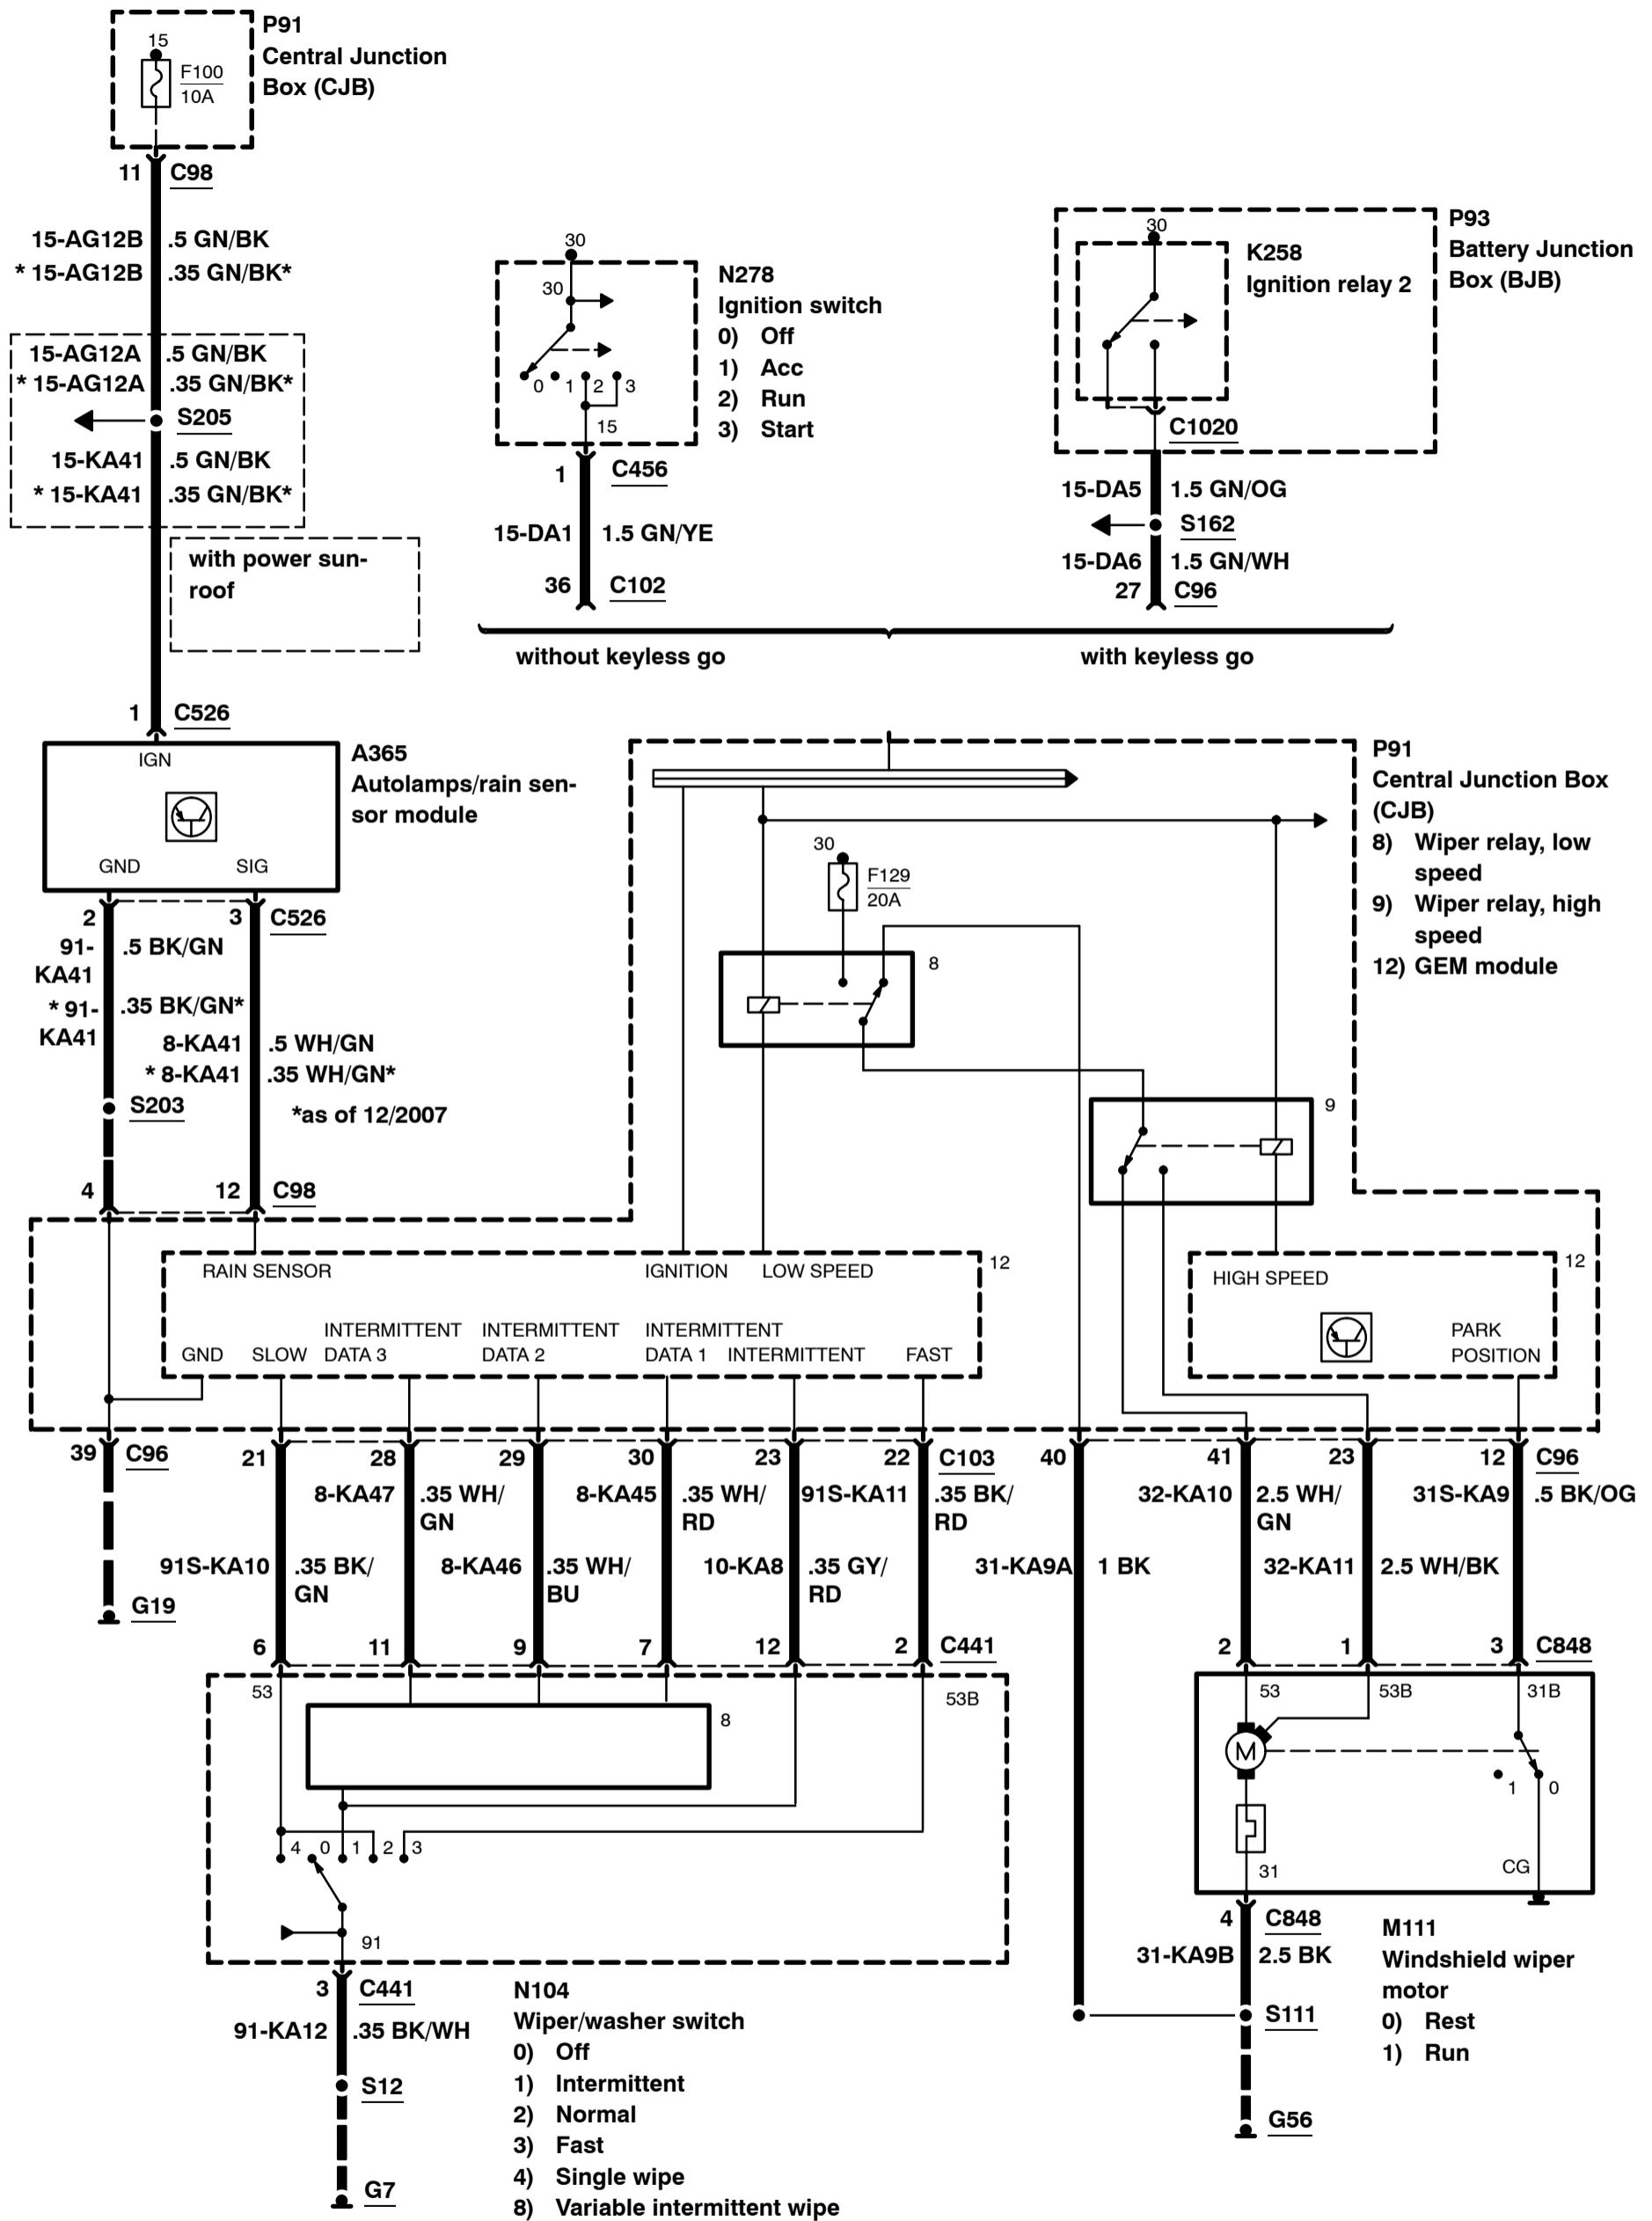 P91
Central Junction
Box (CJB)
15
F100
10A
11 C98
15-AG12B .5 GN/BK
* 15-AG12B .35 GN/BK*
15-AG12A .5 GN/BK
* 15-AG12A .35 GN/BK*
S205
15-KA41 .5 GN/BK
* 15-KA41 .35 GN/BK*
with power sun-
roof
1 C526
30
30
0 1 2 3
15
N278
Ignition switch
0) Off
1) Acc
2) Run
3) Start
1 C456
15-DA1 1.5 GN/YE
36 C102
P93
Battery Junction
Box (BJB)
30
K258
Ignition relay 2
C1020
15-DA5 1.5 GN/OG
S162
15-DA6 1.5 GN/WH
27 C96
without keyless go
with keyless go
IGN
GND SIG
A365
Autolamps/rain sen-
sor module
2 3 C526
91-
KA41
.5 BK/GN
* 91-
KA41
.35 BK/GN*
8-KA41 .5 WH/GN
* 8-KA41 .35 WH/GN*
S203
*as of 12/2007
4 12 C98
P91
Central Junction Box
(CJB)
8) Wiper relay, low
speed
9) Wiper relay, high
speed
12) GEM module
30
F129
20A
8
9
RAIN SENSOR IGNITION LOW SPEED
12
INTERMITTENT INTERMITTENT INTERMITTENT
GND SLOW DATA 3 DATA 2 DATA 1 INTERMITTENT FAST
HIGH SPEED
12
PARK
POSITION
39 C96
21 28 29 30 23 22 C103
40 41 23 12 C96
8-KA47 .35 WH/
GN
8-KA45 .35 WH/
RD
91S-KA11 .35 BK/
RD
32-KA10 2.5 WH/
GN
31S-KA9 .5 BK/OG
91S-KA10 .35 BK/
GN
8-KA46 .35 WH/
BU
10-KA8 .35 GY/
RD
31-KA9A 1 BK
32-KA11 2.5 WH/BK
G19
6 11 9 7 12 2 C441
2 1 3 C848
53
53B
8
4 0 1 2 3
91
53 53B 31B
M
1 0
31
CG
3 C441
91-KA12 .35 BK/WH
S12
G7
N104
Wiper/washer switch
0) Off
1) Intermittent
2) Normal
3) Fast
4) Single wipe
8) Variable intermittent wipe
4 C848
31-KA9B 2.5 BK
S111
G56
M111
Windshield wiper
motor
0) Rest
1) Run